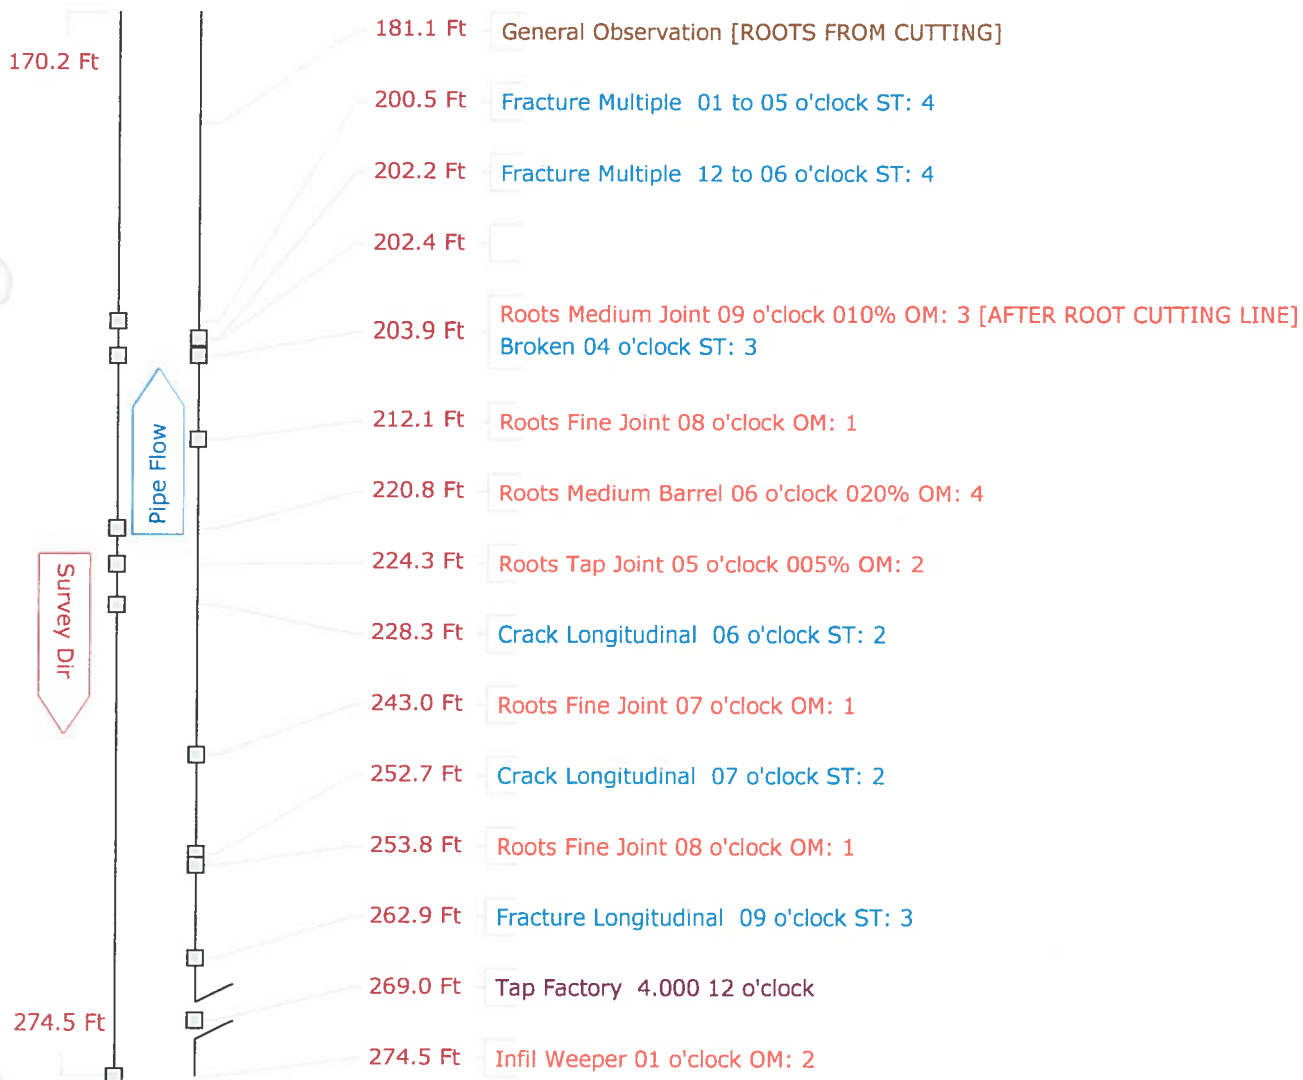 181.1 Ft General Observation [ROOTS FROM CUTTING]
170.2 Ft
200.5 Ft Fracture Multiple 01 to 05 o'clock ST: 4
202.2 Ft Fracture Multiple 12 to 06 o'clock ST: 4
202.4 Ft
Roots Medium Joint 09 o'clock 010% OM: 3 [AFTER ROOT CUTTING LINE]
203.9 Ft
Broken 04 o'clock ST: 3
212.1 Ft Roots Fine Joint 08 o'clock OM: 1
Pipe Flow
220.8 Ft Roots Medium Barrel 06 o'clock 020% OM: 4
224.3 Ft Roots Tap Joint 05 o'clock 005% OM: 2
Survey Dir
228.3 Ft Crack Longitudinal 06 o'clock ST: 2
243.0 Ft Roots Fine Joint 07 o'clock OM: 1
252.7 Ft Crack Longitudinal 07 o'clock ST: 2
253.8 Ft Roots Fine Joint 08 o'clock OM: 1
262.9 Ft Fracture Longitudinal 09 o'clock ST: 3
269.0 Ft Tap Factory 4.000 12 o'clock
274.5 Ft
274.5 Ft Infil Weeper 01 o'clock OM: 2